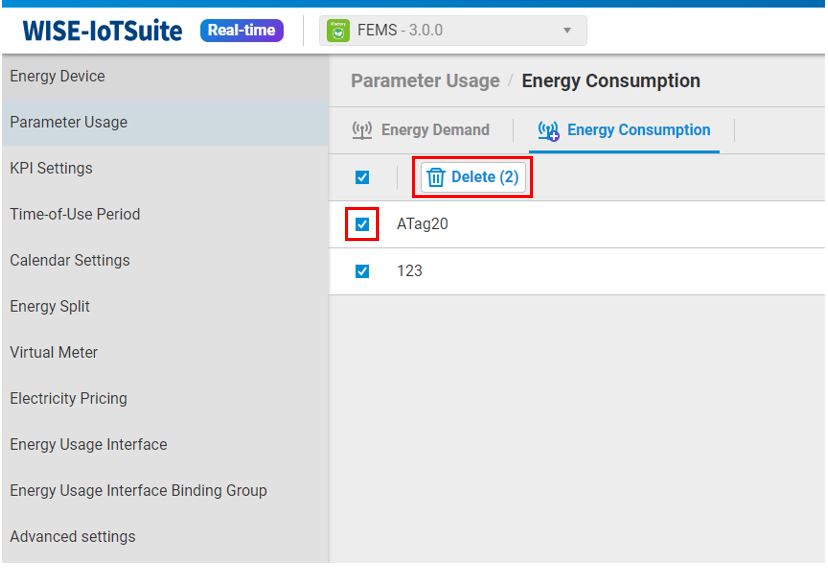 WISE-IoTSuite Real-time FEMS - 3.0.0
Energy Device
Parameter Usage
KPI Settings
Time-of-Use Period
Calendar Settings
Energy Split
Virtual Meter
Electricity Pricing
Energy Usage Interface
Energy Usage Interface Binding Group
Advanced settings
Parameter Usage / Energy Consumption
Energy Demand Energy Consumption
Delete (2)
ATag20
123